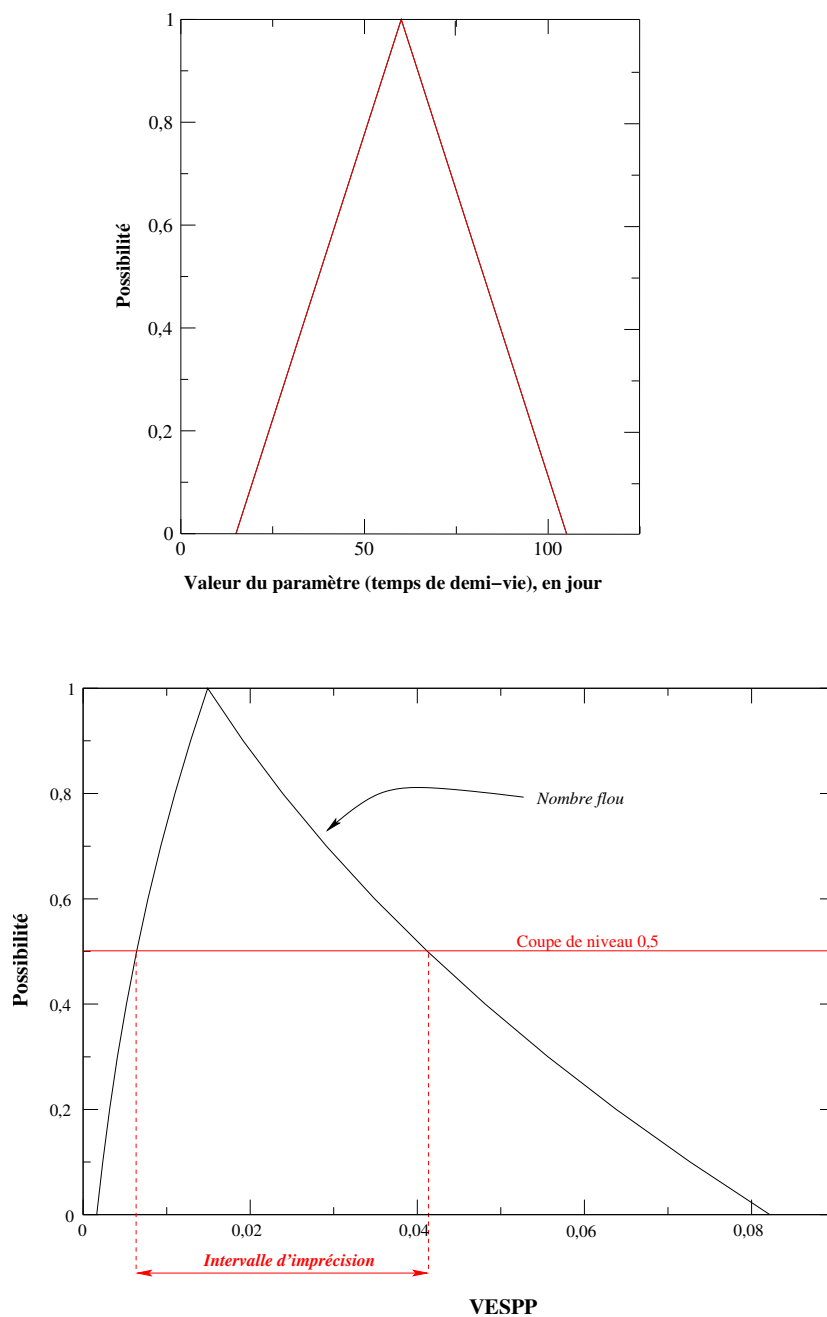 1
0,8
0,6
0,4
0,2
0
Possibilité
0
50
100
Valeur du paramètre (temps de demi−vie), en jour
1
0,8
0,6
0,4
0,2
0
Possibilité
Nombre flou
Coupe de niveau 0,5
0
0,02
0,04
0,06
0,08
Intervalle d’imprécision
VESPP